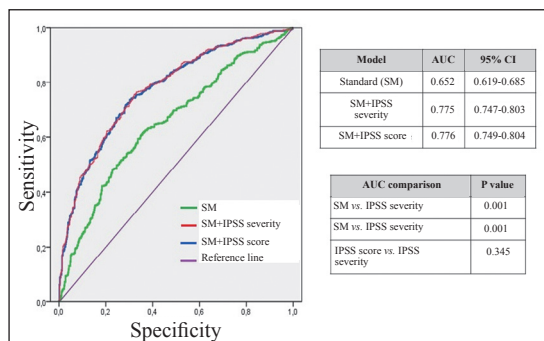 1,0
0,8
0,6
0,4
0,2
0,0
Sensitivity
SM
SM+IPSS severity
SM+IPSS score
Reference line
0,0 0,2 0,4 0,6 0,8 1,0
Specificity
Model AUC 95% CI
Standard (SM) 0.652 0.619-0.685
SM+IPSS
severity 0.775 0.747-0.803
SM+IPSS score 0.776 0.749-0.804
AUC comparison P value
SM vs. IPSS severity 0.001
SM vs. IPSS severity 0.001
IPSS score vs. IPSS
severity 0.345